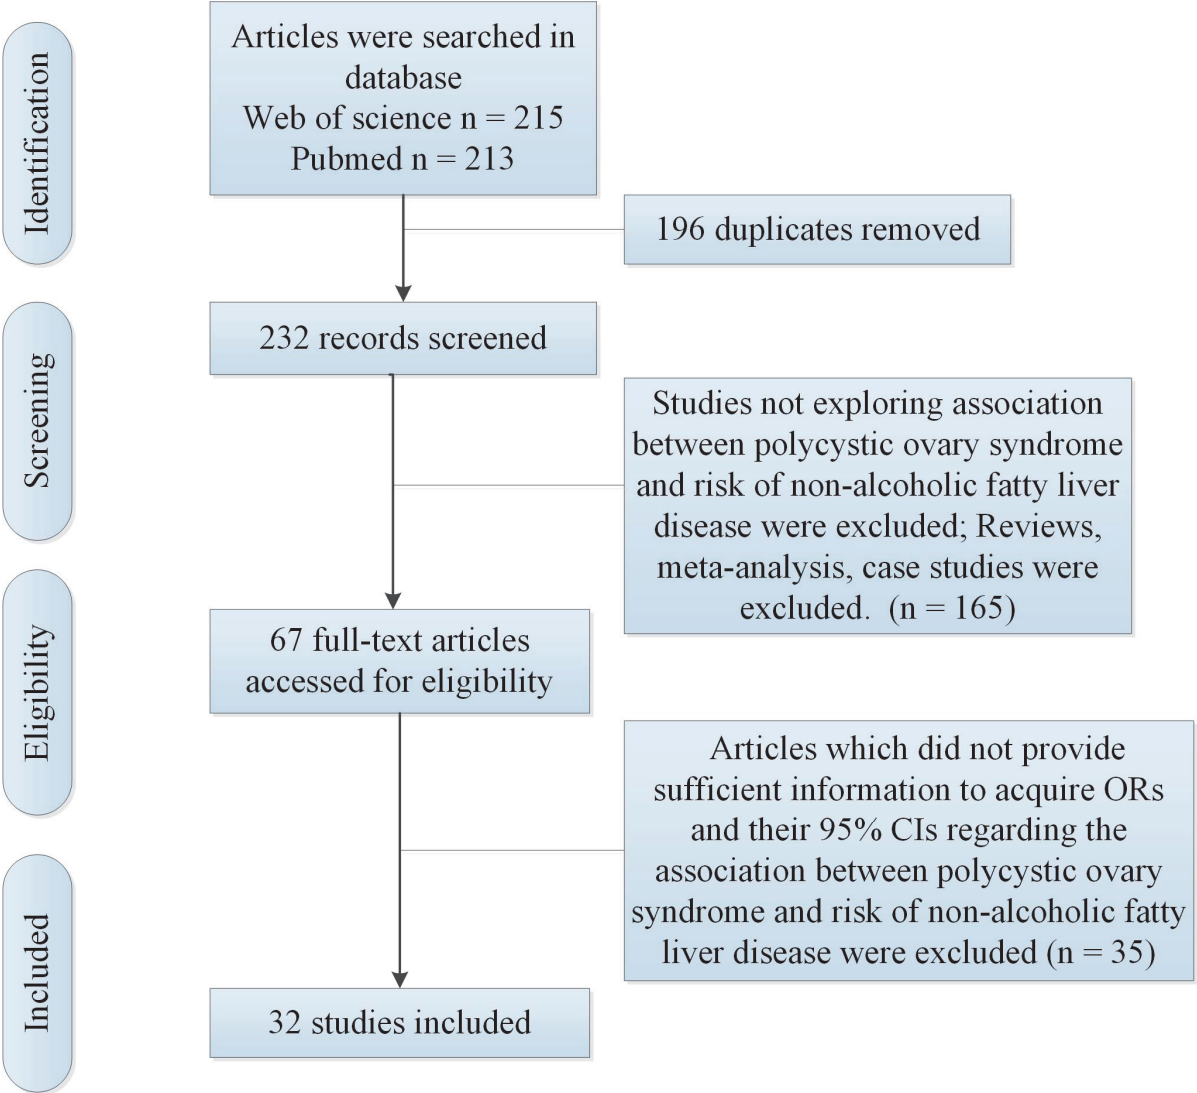 Identification
Articles were searched in
database
Web of science n = 215
Pubmed n = 213
196 duplicates removed
Screening
232 records screened
Studies not exploring association
between polycystic ovary syndrome
and risk of non-alcoholic fatty liver
disease were excluded; Reviews,
meta-analysis, case studies were
excluded. (n = 165)
Eligibility
67 full-text articles
accessed for eligibility
Articles which did not provide
sufficient information to acquire ORs
and their 95% CIs regarding the
association between polycystic ovary
syndrome and risk of non-alcoholic fatty
liver disease were excluded (n = 35)
Included
32 studies included